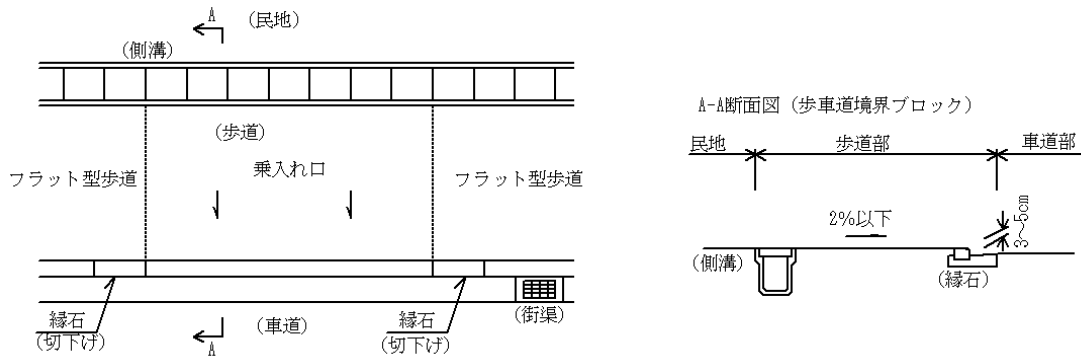 A
(民地)
(側溝)
(歩道)
乗入れ口
フラット型歩道
フラット型歩道
縁石
(切下げ)
縁石
(切下げ)
(街渠)
(車道)
A
A-A断面図(歩車道境界ブロック)
民地
歩道部
車道部
2%以下
3~5cm
(側溝)
(縁石)